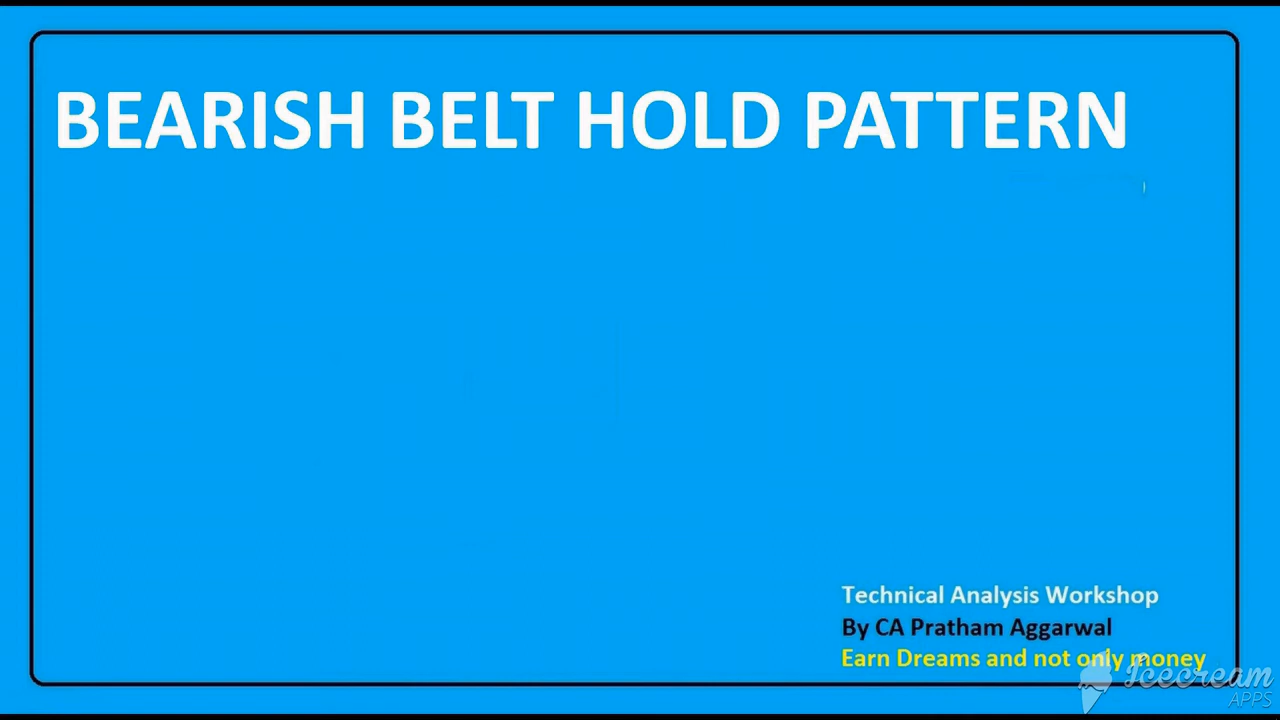 BEARISH BELT HOLD PATTERN
Technical Analysis Workshop
By CA Pratham Aggarwal
Earn Dreams and not only money
Icecream
APPS